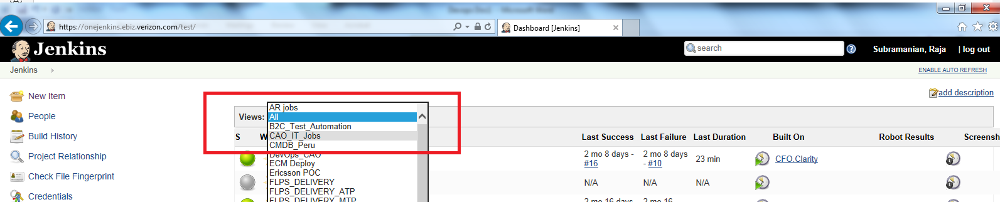 https://onejenkins.ebiz.verizon.com/test/
Dashboard [Jenkins]
Jenkins
search
Subramanian, Raja
| log out
Jenkins
ENABLE AUTO REFRESH
New Item
People
Build History
Project Relationship
Check File Fingerprint
Credentials
add description
Views:
AR jobs
All
B2C_Test_Automation
CAO_IT_Jobs
CMDB_Peru
DevOps_CAO
ECM Deploy
Ericsson POC
FLPS_DELIVERY
FLPS_DELIVERY_ATP
FLPS_DELIVERY_MTP
S W Last Success Last Failure Last Duration Built On Robot Results Screensh
2 mo 8 days - #16
2 mo 8 days - #10
23 min
CFO.Clarity
N/A N/A N/A
2 mo 16 days
2 mo 16